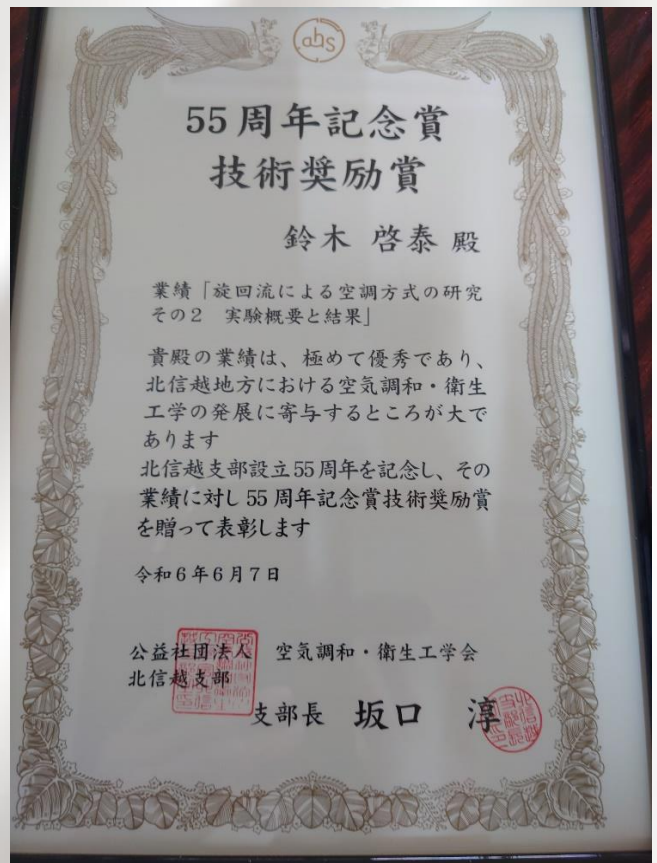 abs
55周年記念賞
技術奨励賞
鈴木 啓泰 殿
業績「旋回流による空調方式の研究
その2 実験概要と結果」
貴殿の業績は、極めて優秀であり、
北信越地方における空気調和・衛生
工学の発展に寄与するところが大で
あります
北信越支部設立55周年を記念し、その
業績に対し 55 周年記念賞技術奨励賞
を贈って表彰します
令和6年6月7日
公益社団法人 空気調和・衛生工学会
北信越支部
支部長 坂口 淳